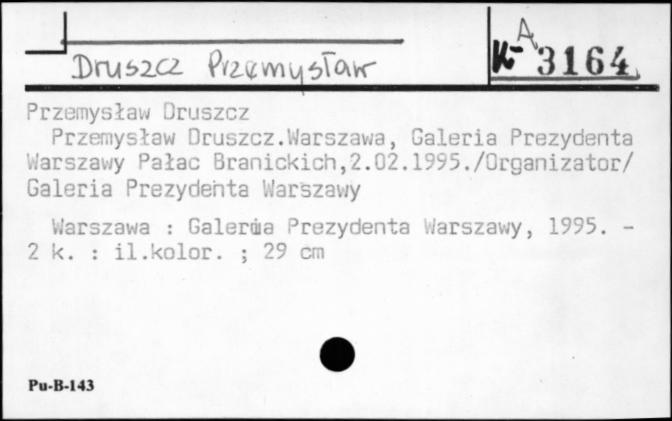 A
K- 3164
Druszcz Przemysław
Przemysław Druszcz
Przemysław Druszcz.Warszawa, Galeria Prezydenta
Warszawy Pałac Branickich,2.02.1995./Organizator/
Galeria Prezydenta Warszawy
Warszawa : Galeria Prezydenta Warszawy, 1995. -
2 k. : il.kolor. ; 29 cm
Pu-B-143